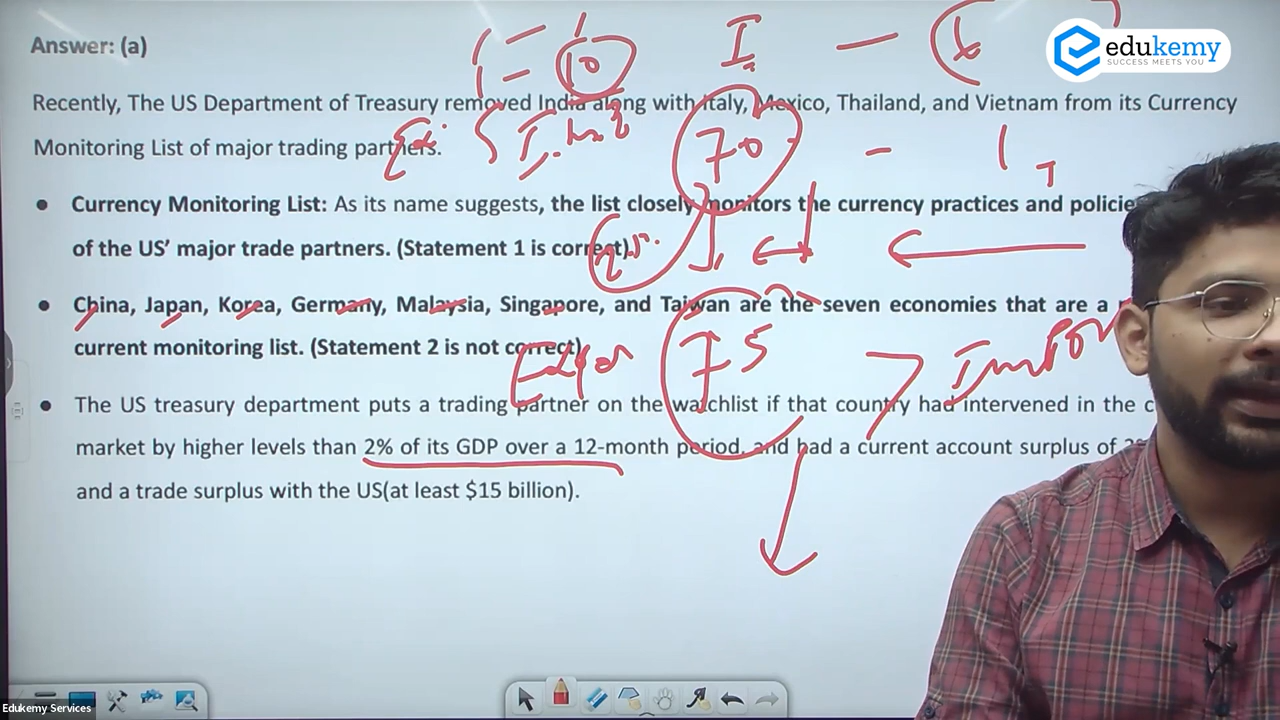 Answer: (a)
edukemy
SUCCESS MEETS YOU
Recently, The US Department of Treasury removed India along with Italy, Mexico, Thailand, and Vietnam from its Currency
Monitoring List of major trading partners.
● Currency Monitoring List: As its name suggests, the list closely monitors the currency practices and policie
of the US' major trade partners. (Statement 1 is correct).
● China, Japan, Korea, Germany, Malaysia, Singapore, and Taiwan are the seven economies that are a
current monitoring list. (Statement 2 is not correct)
● The US treasury department puts a trading partner on the watchlist if that country had intervened in the c
market by higher levels than 2% of its GDP over a 12-month period, and had a current account surplus of
and a trade surplus with the US(at least $15 billion).
10
70
75
Edukemy Services